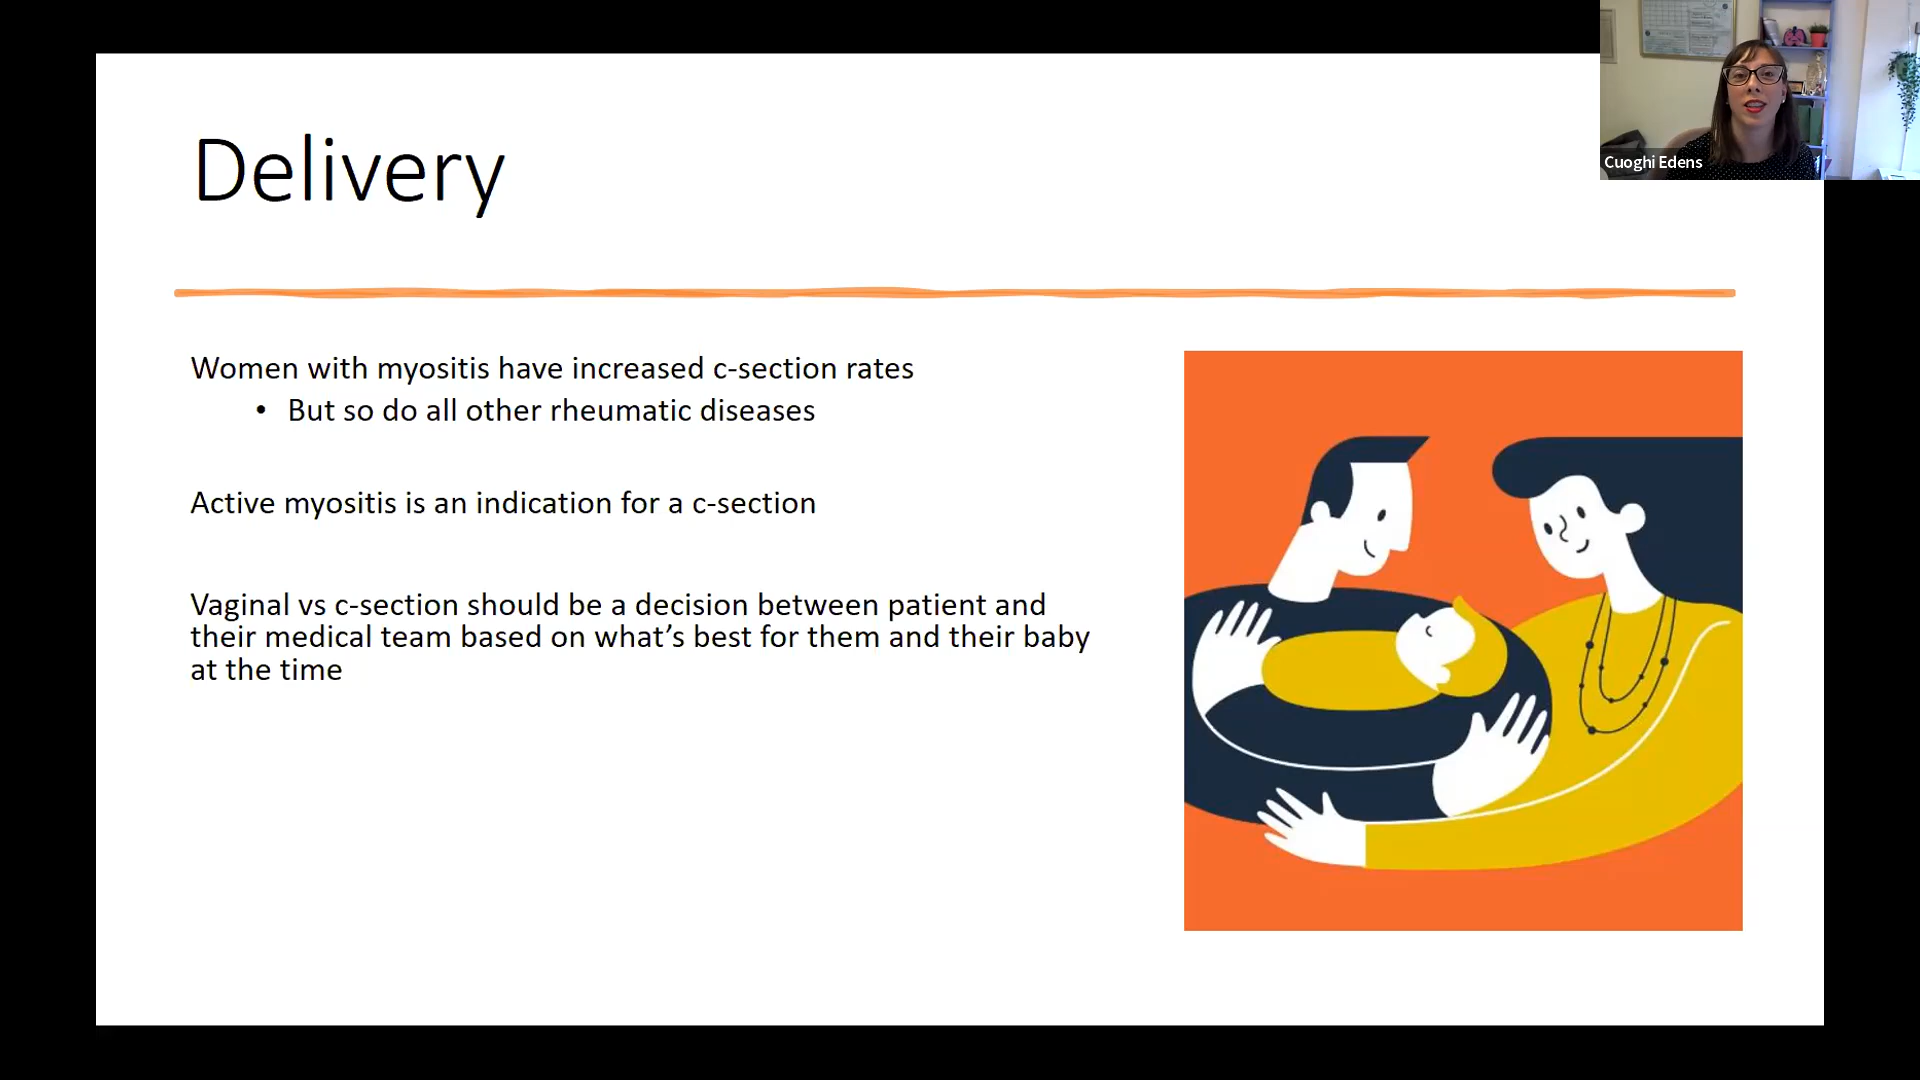 Delivery
Cuoghi Edens
Women with myositis have increased c-section rates
• But so do all other rheumatic diseases
Active myositis is an indication for a c-section
Vaginal vs c-section should be a decision between patient and
their medical team based on what’s best for them and their baby
at the time